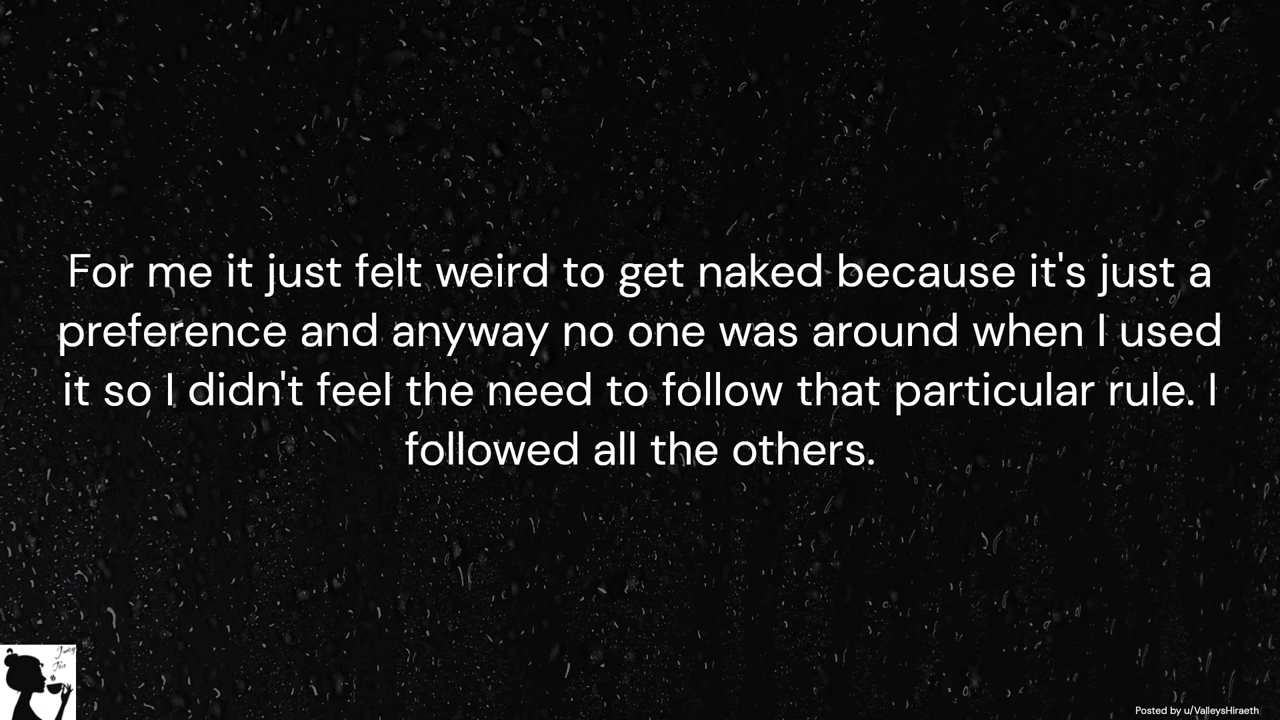 For me it just felt weird to get naked because it's just a
preference and anyway no one was around when I used
it so I didn't feel the need to follow that particular rule. I
followed all the others.
Juicy
Tea
Posted by u/ValleysHiraeth